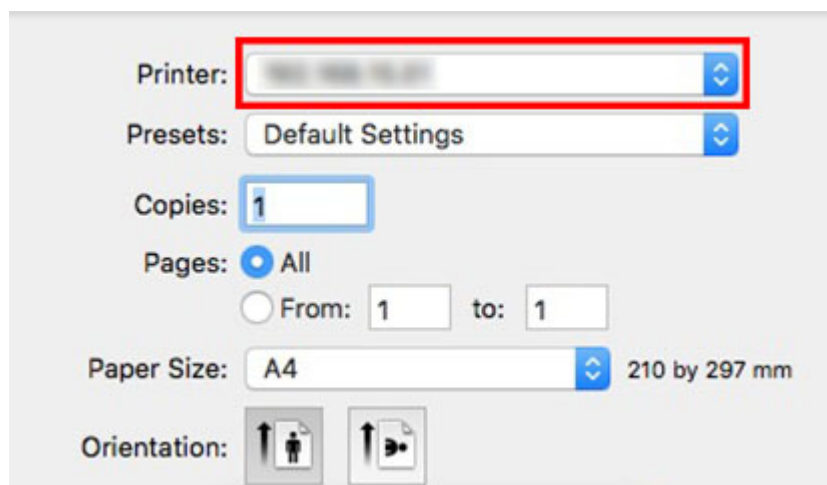 Printer:
Presets: Default Settings
Copies: 1
Pages: All
From: 1 to: 1
Paper Size: A4 210 by 297 mm
Orientation: